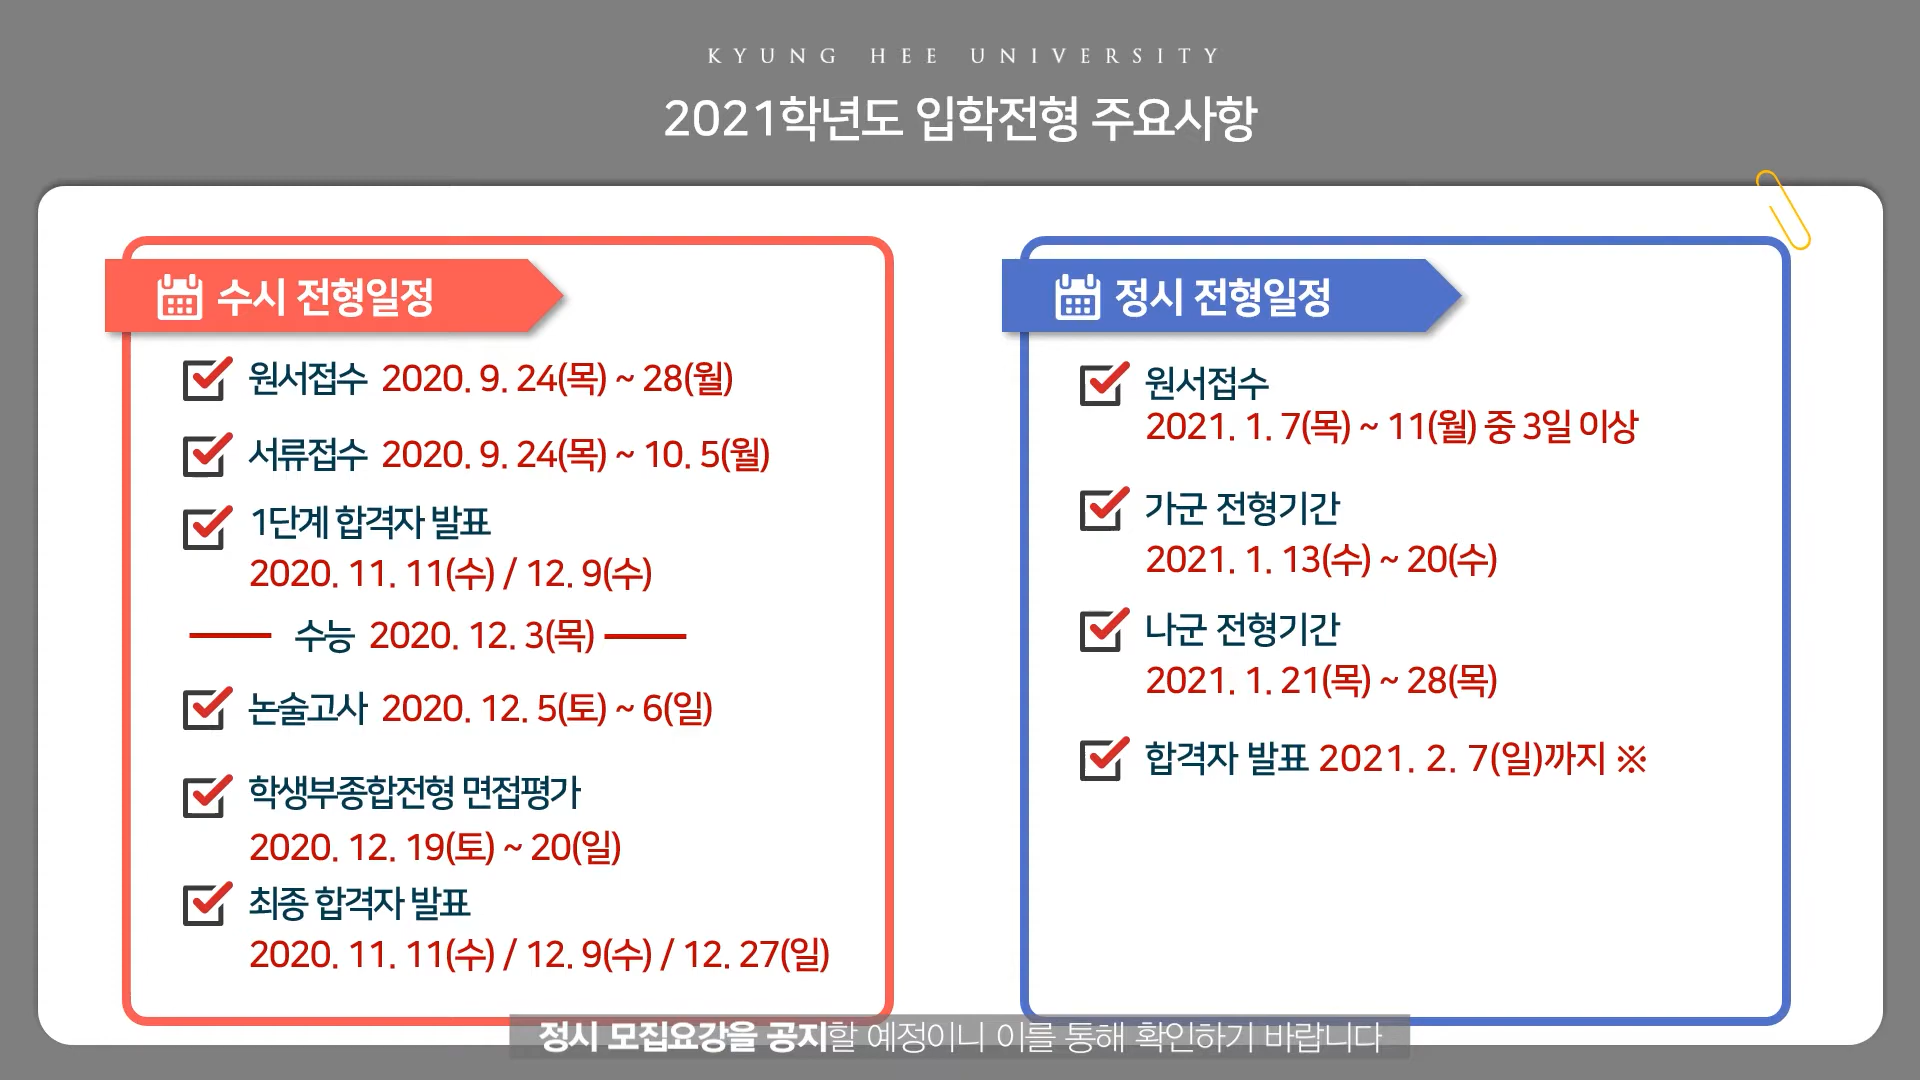 KYUNG HEE UNIVERSITY
2021학년도 입학전형 주요사항
수시 전형일정
원서접수 2020. 9. 24(목) ~ 28(월)
서류접수 2020. 9. 24(목) ~ 10. 5(월)
1단계 합격자 발표
2020. 11. 11(수) / 12. 9(수)
수능 2020. 12. 3(목)
논술고사 2020. 12. 5(토) ~ 6(일)
학생부종합전형 면접평가
2020. 12. 19(토) ~ 20(일)
최종 합격자 발표
2020. 11. 11(수) / 12. 9(수) / 12. 27(일)
정시 전형일정
원서접수
2021. 1. 7(목) ~ 11(월) 중 3일 이상
가군 전형기간
2021. 1. 13(수) ~ 20(수)
나군 전형기간
2021. 1. 21(목) ~ 28(목)
합격자 발표 2021. 2. 7(일)까지 ※
정시 모집요강을 공지할 예정이니 이를 통해 확인하기 바랍니다